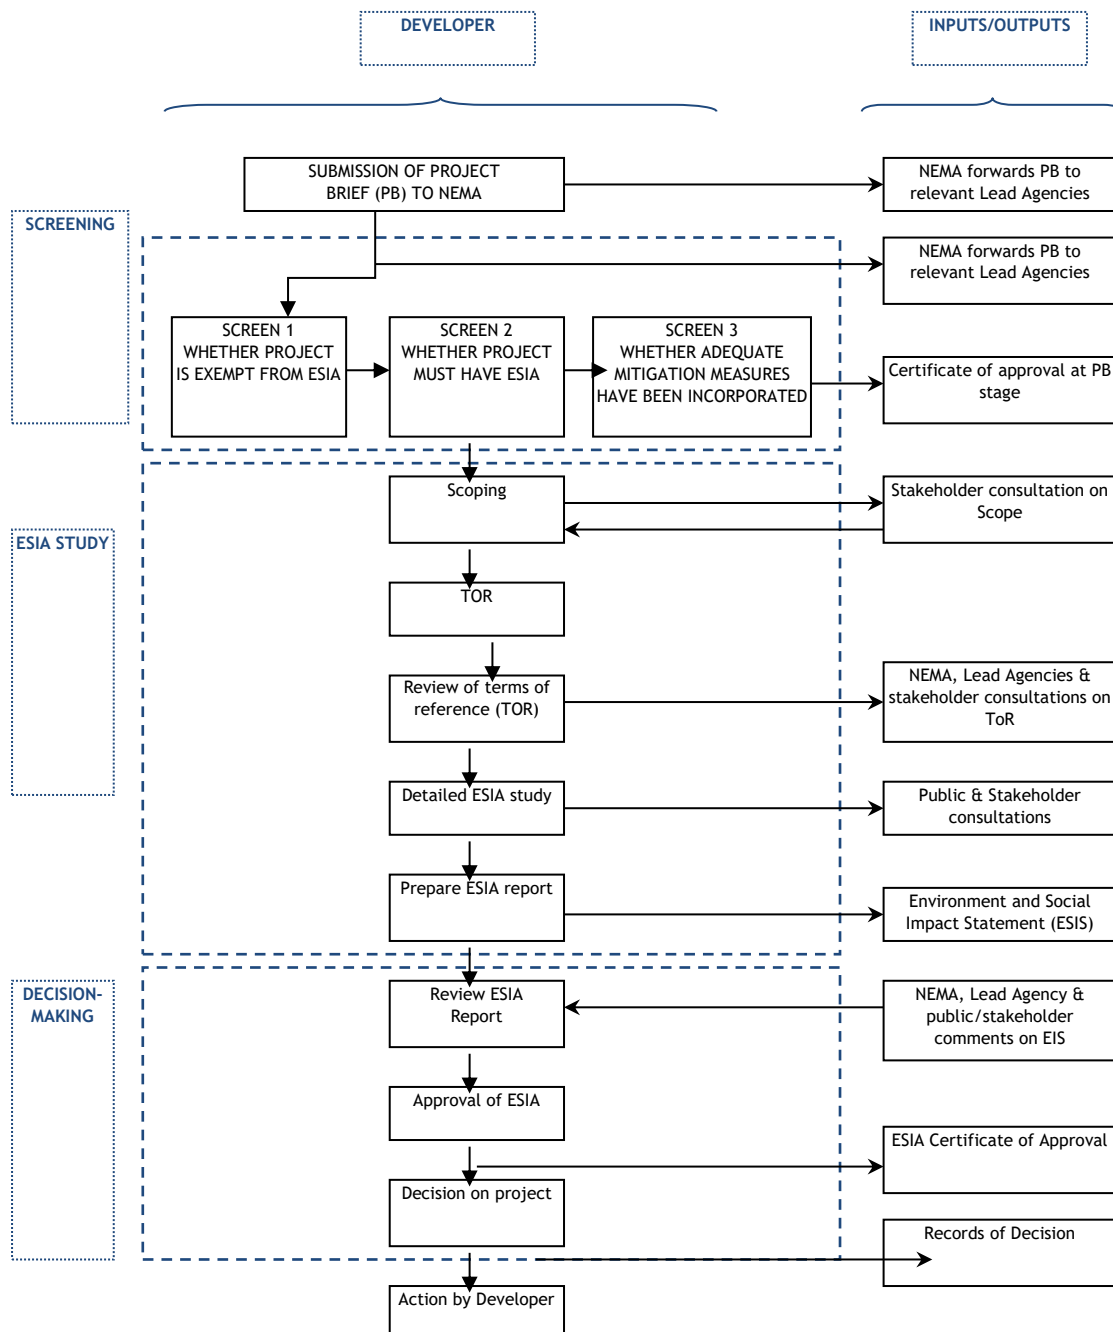 DEVELOPER
INPUTS/OUTPUTS
SUBMISSION OF PROJECT
BRIEF (PB) TO NEMA
NEMA forwards PB to
relevant Lead Agencies
SCREENING
NEMA forwards PB to
relevant Lead Agencies
SCREEN 1
WHETHER PROJECT
IS EXEMPT FROM ESIA
SCREEN 2
WHETHER PROJECT
MUST HAVE ESIA
SCREEN 3
WHETHER ADEQUATE
MITIGATION MEASURES
HAVE BEEN INCORPORATED
Certificate of approval at PB
stage
Scoping
Stakeholder consultation on
Scope
ESIA STUDY
TOR
Review of terms of
reference (TOR)
NEMA, Lead Agencies &
stakeholder consultations on
ToR
Detailed ESIA study
Public & Stakeholder
consultations
Prepare ESIA report
Environment and Social
Impact Statement (ESIS)
DECISION-
MAKING
Review ESIA
Report
NEMA, Lead Agency &
public/stakeholder
comments on EIS
Approval of ESIA
ESIA Certificate of Approval
Decision on project
Records of Decision
Action by Developer